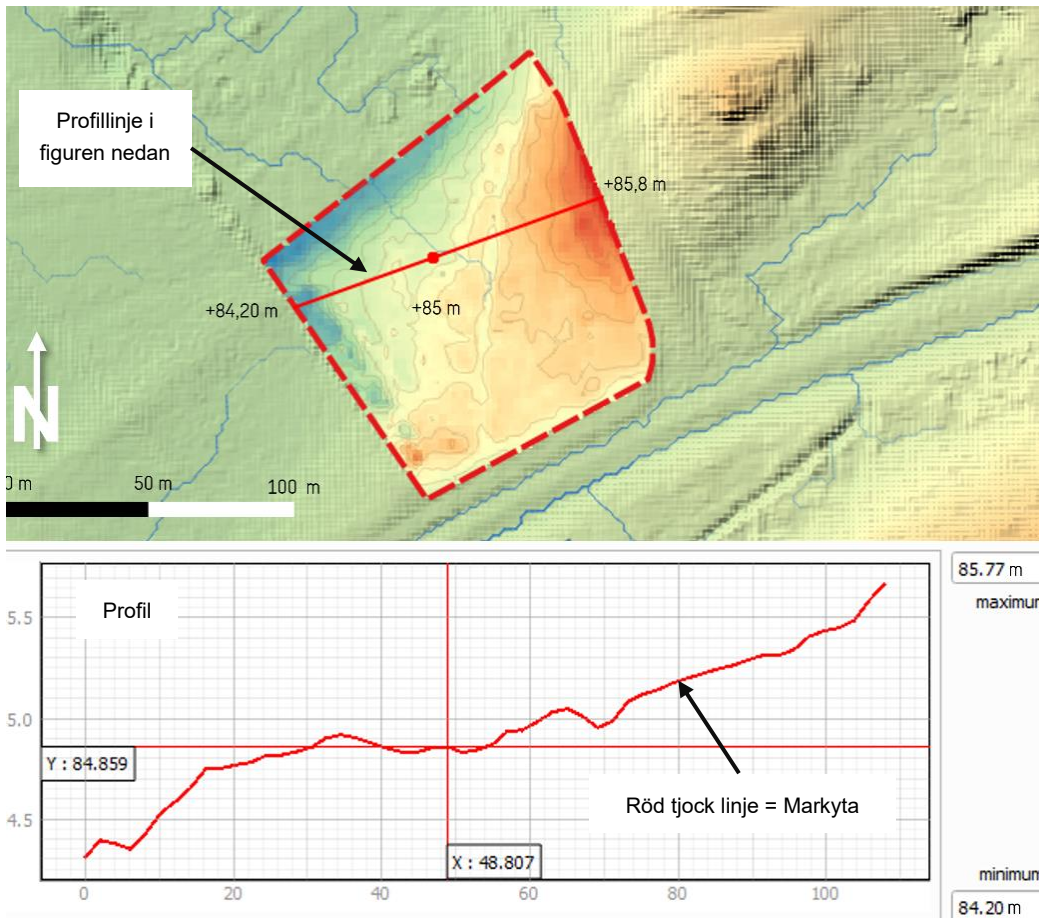 Profillinje i
figuren nedan
+85,8 m
+84,20 m
+85 m
N
0 m
50 m
100 m
85.77 m
maximum
Profil
5.5
5.0
4.5
Y : 84.859
Röd tjock linje = Markyta
X : 48.807
0
20
40
60
80
100
minimum
84.20 m